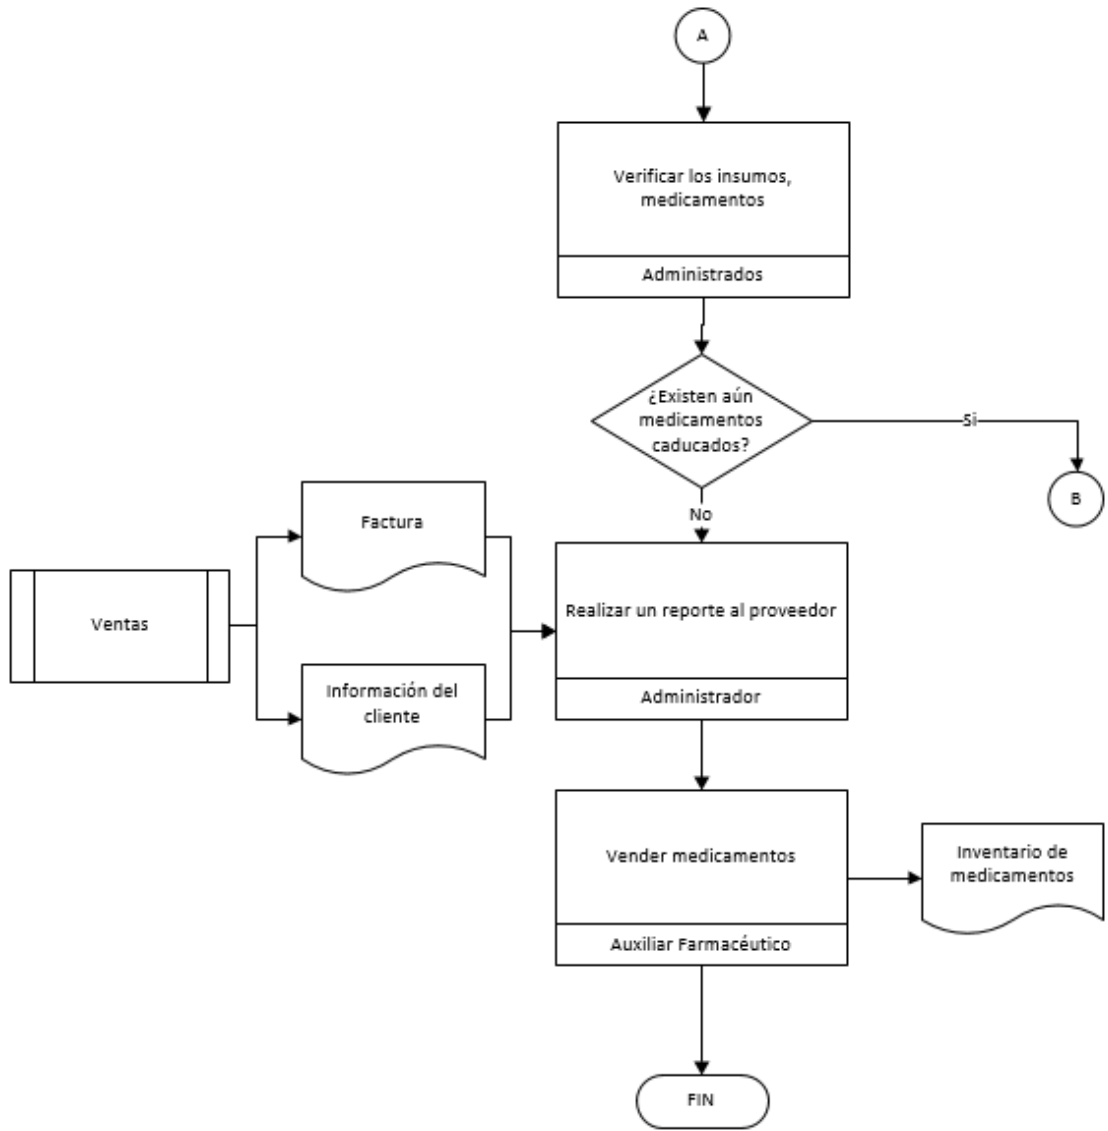 A
Verificar los insumos,
medicamentos
Administrados
¿Existen aún
medicamentos
caducados?
Si
B
No
Factura
Ventas
Realizar un reporte al proveedor
Información del
cliente
Administrador
Vender medicamentos
Inventario de
medicamentos
Auxiliar Farmacéutico
FIN